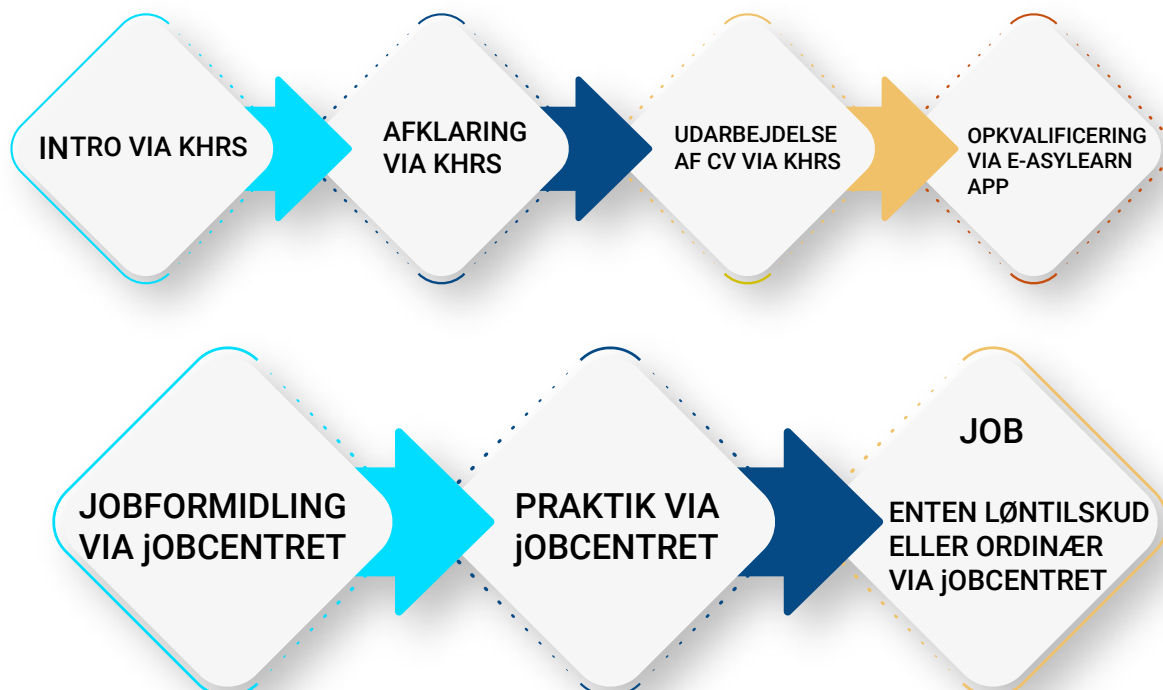 INTRO VIA KHRS
AFKLARING
VIA KHRS
UDARBEJDELSE
AF CV VIA KHRS
OPKVALIFICERING
VIA E-ASYLEARN
APP
JOBFORMIDLING
VIA jOBCENTRET
PRAKTIK VIA
jOBCENTRET
JOB
ENTEN LØNTILSKUD
ELLER ORDINÆR
VIA jOBCENTRET